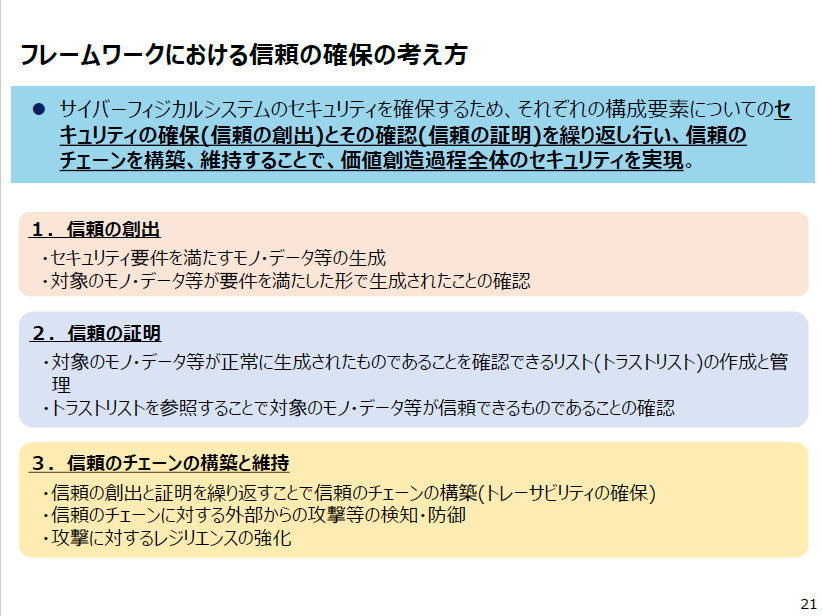 フレームワークにおける信頼の確保の考え方
● サイバーフィジカルシステムのセキュリティを確保するため、それぞれの構成要素についてのセ
キュリティの確保(信頼の創出)とその確認(信頼の証明)を繰り返し行い、信頼の
チェーンを構築、維持することで、価値創造過程全体のセキュリティを実現。
１．信頼の創出
・セキュリティ要件を満たすモノ・データ等の生成
・対象のモノ・データ等が要件を満たした形で生成されたことの確認
２．信頼の証明
・対象のモノ・データ等が正常に生成されたものであることを確認できるリスト(トラストリスト)の作成と管
理
・トラストリストを参照することで対象のモノ・データ等が信頼できるものであることの確認
３．信頼のチェーンの構築と維持
・信頼の創出と証明を繰り返すことで信頼のチェーンの構築(トレーサビリティの確保)
・信頼のチェーンに対する外部からの攻撃等の検知・防御
・攻撃に対するレジリエンスの強化
21